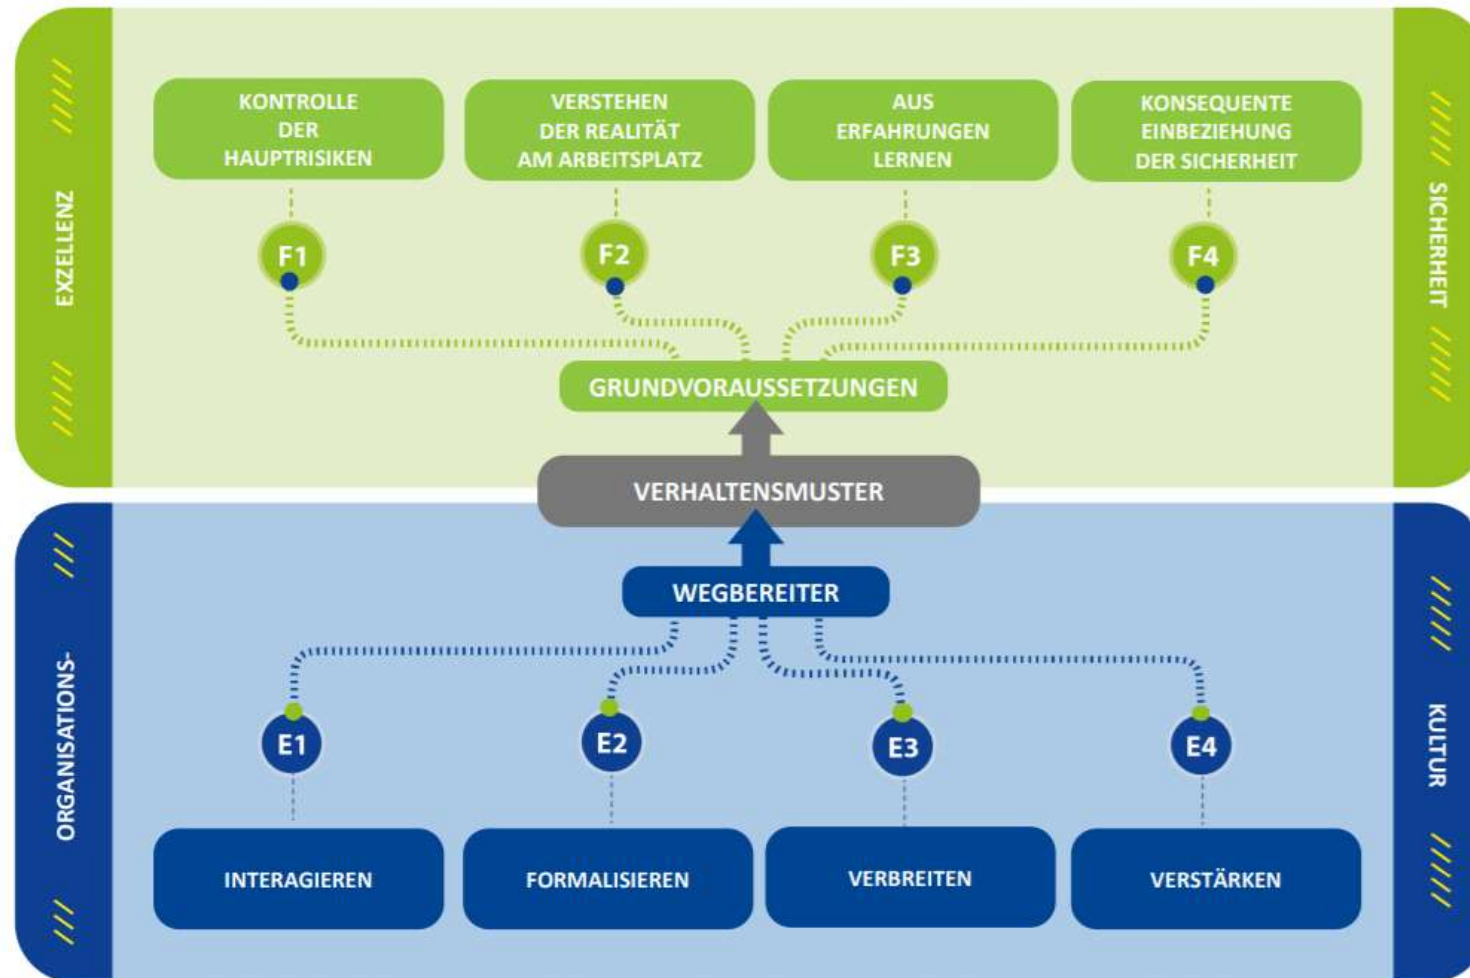 EXZELLENZ
SICHERHEIT
KONTROLLE
DER
HAUPTRISIKEN
VERSTEHEN
DER REALITÄT
AM ARBEITSPLATZ
AUS
ERFAHRUNGEN
LERNEN
KONSEQUENTE
EINBEZIEHUNG
DER SICHERHEIT
F1
F2
F3
F4
GRUNDVORAUSSETZUNGEN
VERHALTENSMUSTER
WEGBEREITER
ORGANISATIONS-
KULTUR
E1
E2
E3
E4
INTERAGIEREN
FORMALISIEREN
VERBREITEN
VERSTÄRKEN